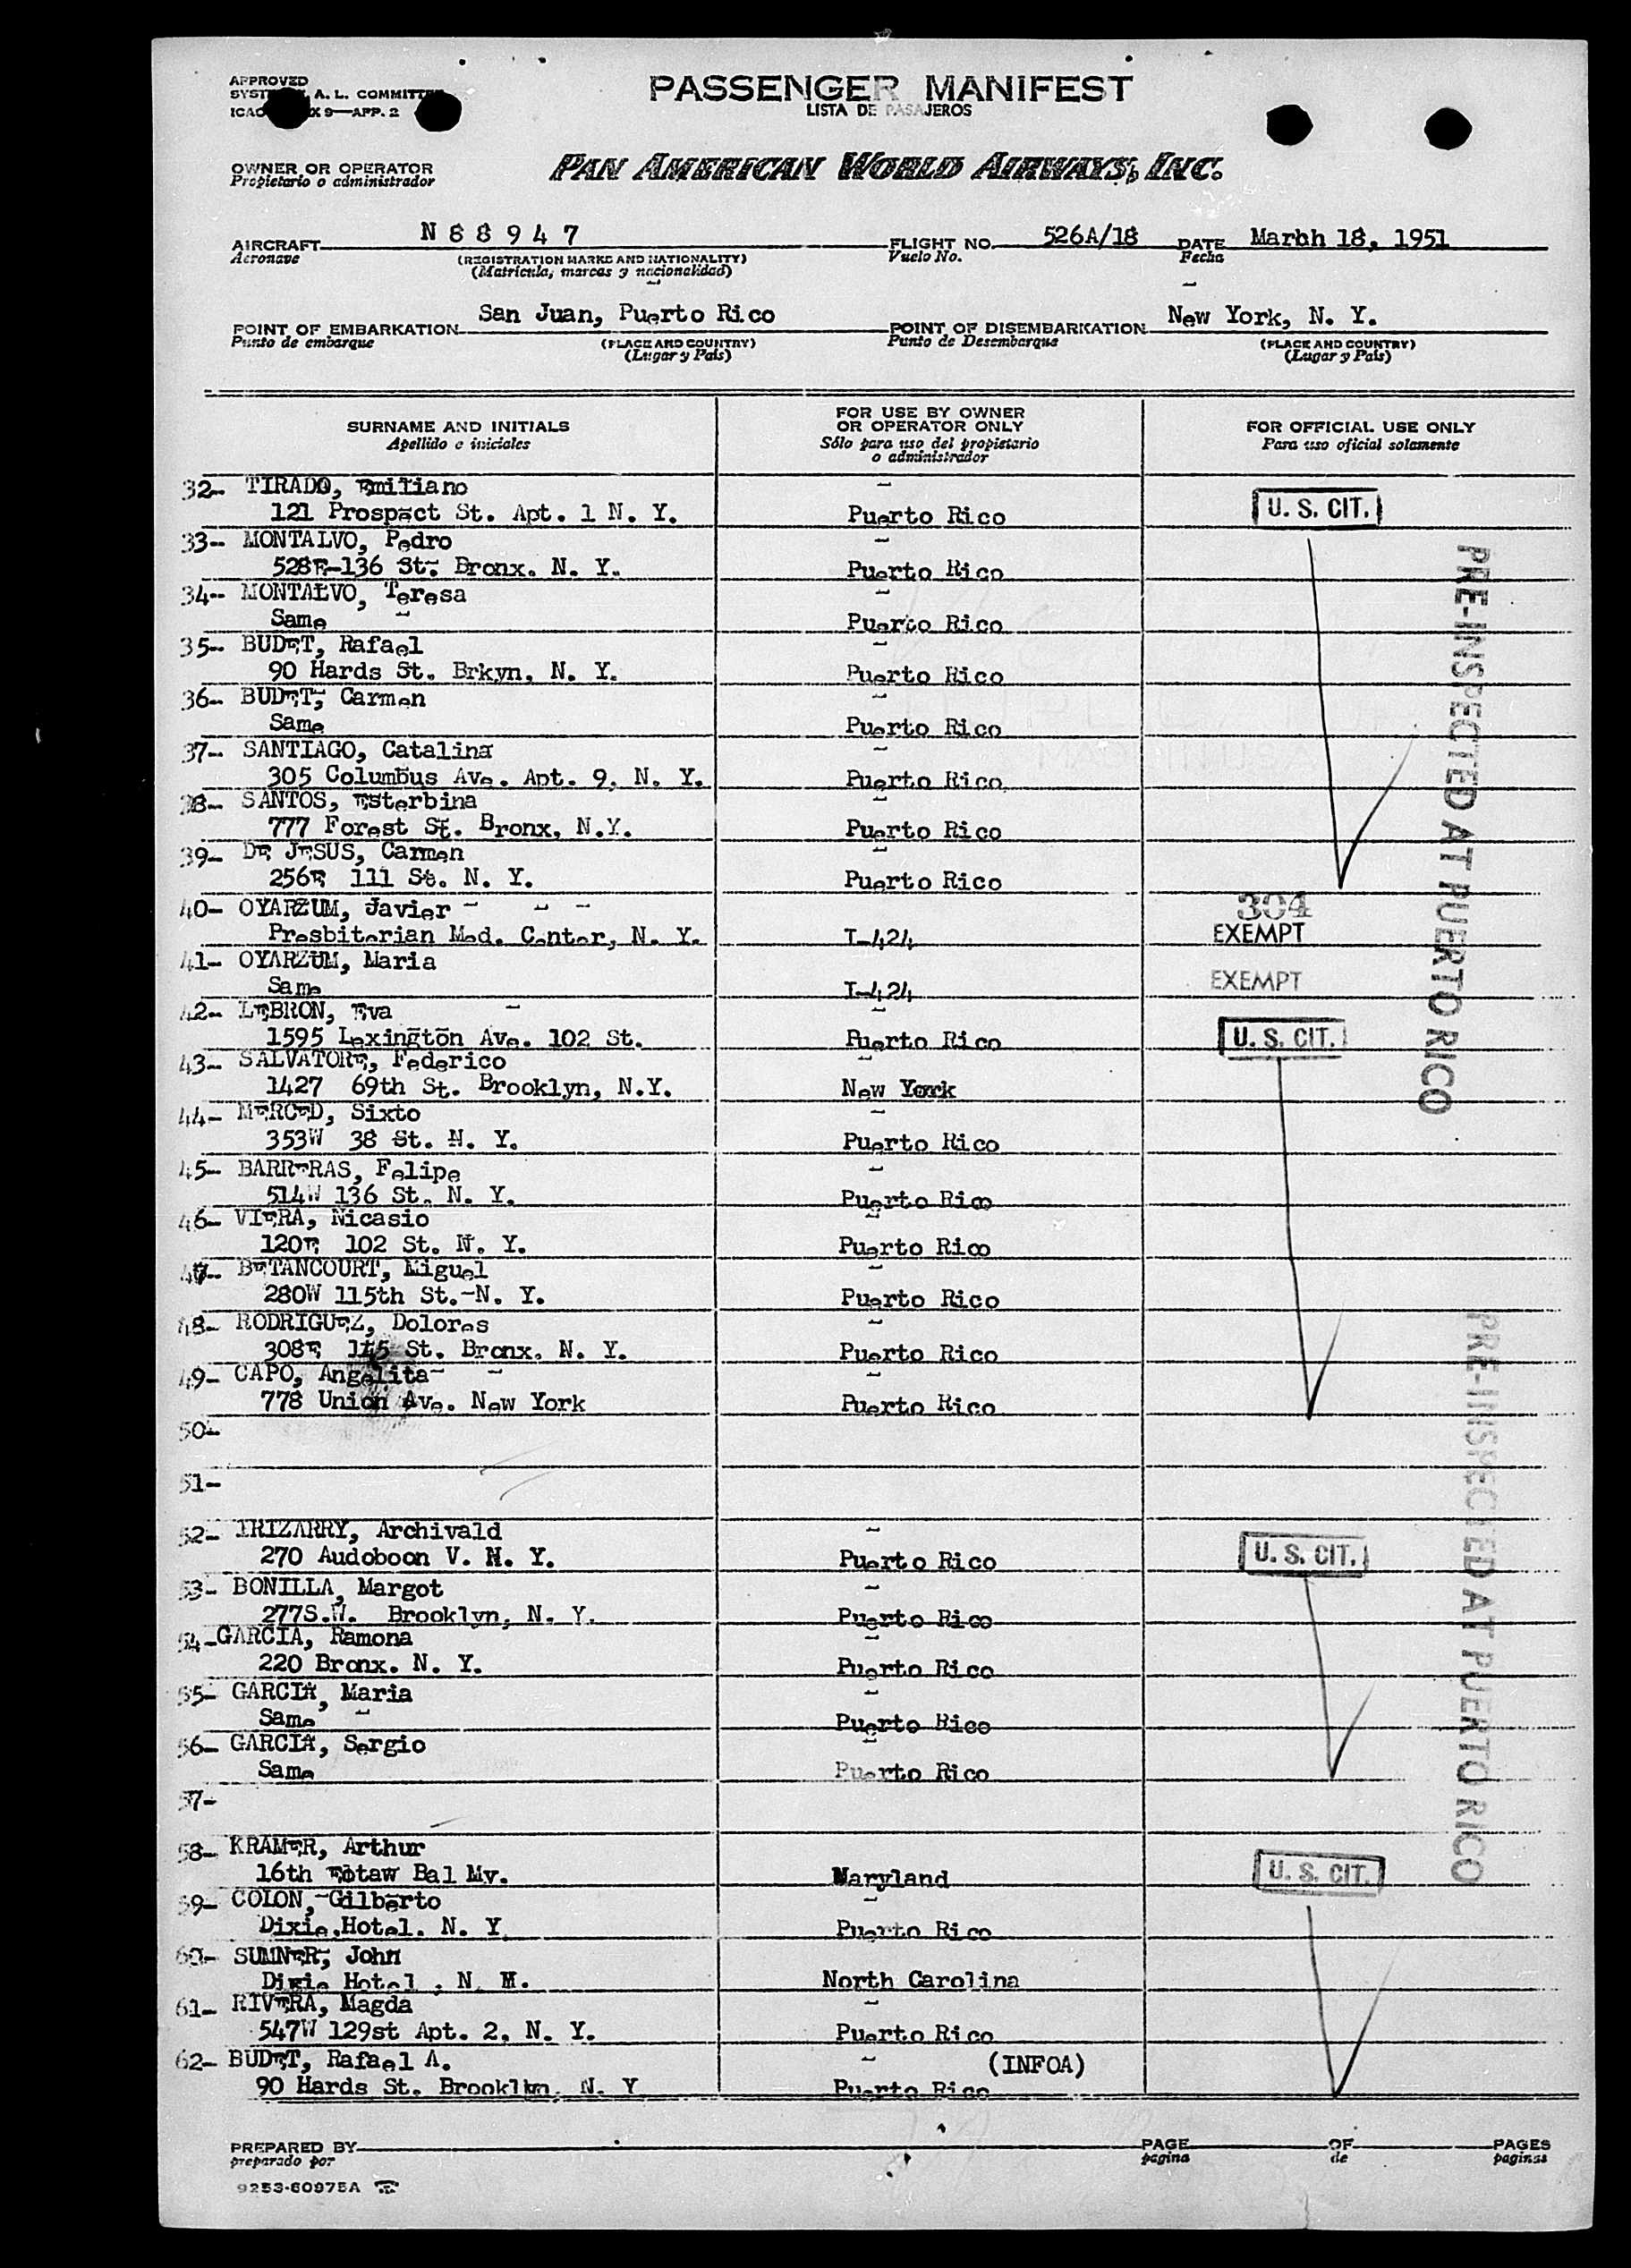 APPROVED
A. L. COMMITTEE
9—APP. 2
PASSENGER MANIFEST
LISTA DE PASAJEROS
OWNER OR OPERATOR
Propietario o administrador
PAN AMERICAN WORLD AIRWAYS, INC.
AIRCRAFT N88947 FLIGHT NO. 526A/18 DATE Marhh 18, 1951
Aeronave (REGISTRATION MARKS AND NATIONALITY) Vuelo No. Fecha
(Matrícula, marcas y nacionalidad)
POINT OF EMBARKATION San Juan, Puerto Rico POINT OF DISEMBARKATION New York, N. Y.
Punto de embarque (PLACE AND COUNTRY) Punto de Desembarque (PLACE AND COUNTRY)
(Lugar y País) (Lugar y País)
SURNAME AND INITIALS
Apellido e iniciales
FOR USE BY OWNER
OR OPERATOR ONLY
Sólo para uso del propietario
o administrador
FOR OFFICIAL USE ONLY
Para uso oficial solamente
32- TIRADO, Emiliano
121 Prospect St. Apt. 1 N. Y. Puerto Rico U. S. CIT.
33- MONTALVO, Pedro
528E-136 St. Bronx. N. Y. Puerto Rico
34- MONTALVO, Teresa
Same Puerto Rico
35- BUDET, Rafael
90 Hards St. Brkyn, N. Y. Puerto Rico
36- BUDET, Carmen
Same Puerto Rico
37- SANTIAGO, Catalina
305 Columbus Ave. Apt. 9, N. Y. Puerto Rico
38- SANTOS, Esterbina
777 Forest St. Bronx, N.Y. Puerto Rico
39- DE JESUS, Carmen
256E 111 St. N. Y. Puerto Rico
PRE-INSPECTED AT PUERTO RICO
40- OYARZUM, Javier 304
Presbiterian Med. Center, N. Y. T-424 EXEMPT
41- OYARZUM, Maria
Same T-424 EXEMPT
42- LEBRON, Eva
1595 Lexington Ave. 102 St. Puerto Rico U. S. CIT.
43- SALVATORE, Federico
1427 69th St. Brooklyn, N.Y. New York
44- MERCED, Sixto
353W 38 St. N. Y. Puerto Rico
45- BARRERAS, Felipe
514W 136 St. N. Y. Puerto Rico
46- VIERA, Nicasio
120E 102 St. N. Y. Puerto Rico
47- BETANCOURT, Miguel
280W 115th St.-N. Y. Puerto Rico
48- RODRIGUEZ, Dolores
308E 145 St. Bronx. N. Y. Puerto Rico
49- CAPO, Angelita
778 Union Ave. New York Puerto Rico
50-
51-
52- IRIZARRY, Archivald
270 Audoboon V. N. Y. Puerto Rico U. S. CIT.
53- BONILLA, Margot
277S.W. Brooklyn, N. Y. Puerto Rico
54-GARCIA, Ramona
220 Bronx. N. Y. Puerto Rico
55- GARCIA, Maria
Same Puerto Rico
56- GARCIA, Sergio
Same Puerto Rico
57-
PRE-INSPECTED AT PUERTO RICO
58- KRAMER, Arthur
16th Bal My. Maryland U. S. CIT.
59- COLON, Gilberto
Dixie.Hotel. N. Y. Puerto Rico
60- SUMNER, John
Dixie Hotel , N. Y. North Carolina
61- RIVERA, Magda
547W 129st Apt. 2, N. Y. Puerto Rico
62- BUDET, Rafael A. (INFOA)
90 Hards St. Brooklyn, N. Y Puerto Rico
PREPARED BY PAGE OF PAGES
preparado por página de páginas
9253-60975A